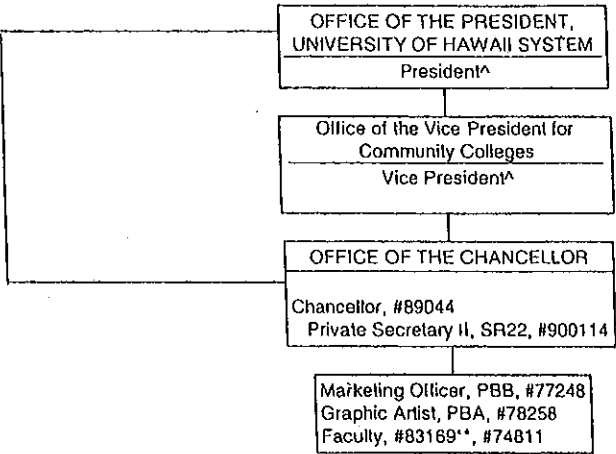 OFFICE OF THE PRESIDENT,
UNIVERSITY OF HAWAII SYSTEM
President^
Office of the Vice President for
Community Colleges
Vice President^
OFFICE OF THE CHANCELLOR
Chancellor, #89044
Private Secretary II, SR22, #900114
Marketing Officer, PBB, #77248
Graphic Artist, PBA, #78258
Faculty, #83169**, #74811